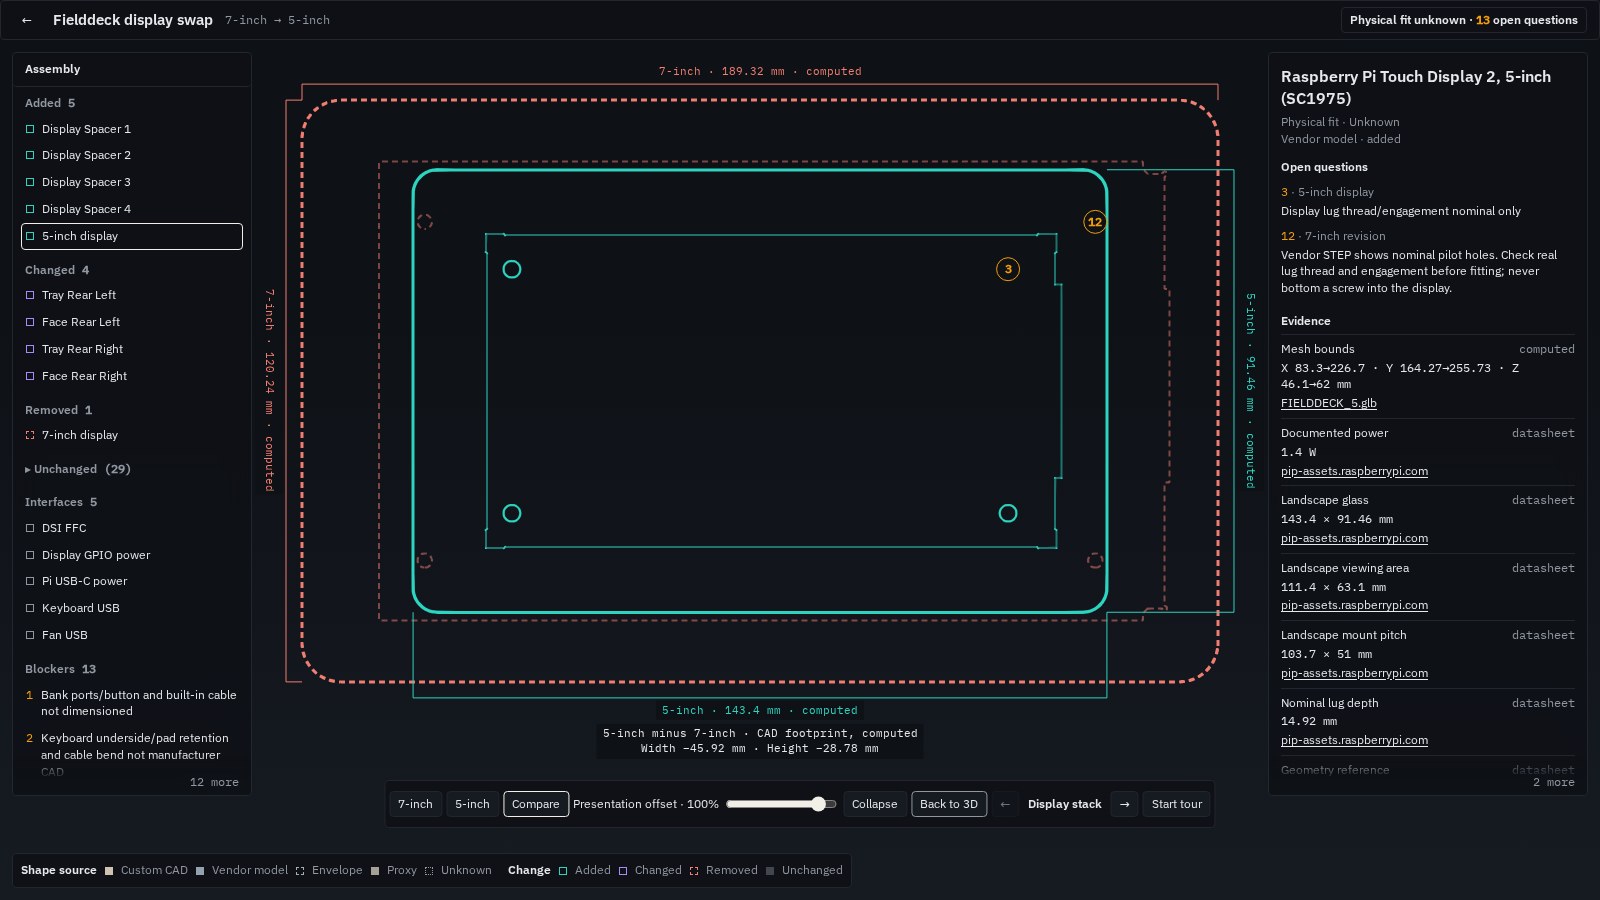 ← Fielddeck display swap 7-inch → 5-inch
Physical fit unknown · 13 open questions
Assembly
Added 5
Display Spacer 1
Display Spacer 2
Display Spacer 3
Display Spacer 4
5-inch display
Changed 4
Tray Rear Left
Face Rear Left
Tray Rear Right
Face Rear Right
Removed 1
7-inch display
▸ Unchanged (29)
Interfaces 5
DSI FFC
Display GPIO power
Pi USB-C power
Keyboard USB
Fan USB
Blockers 13
1 Bank ports/button and built-in cable
not dimensioned
2 Keyboard underside/pad retention
and cable bend not manufacturer
CAD
12 more
7-inch · 189.32 mm · computed
7-inch · 120.24 mm · computed
12
3
5-inch · 91.46 mm · computed
5-inch · 143.4 mm · computed
5-inch minus 7-inch · CAD footprint, computed
Width −45.92 mm · Height −28.78 mm
7-inch 5-inch Compare Presentation offset · 100% Collapse Back to 3D ← Display stack → Start tour
Raspberry Pi Touch Display 2, 5-inch
(SC1975)
Physical fit · Unknown
Vendor model · added
Open questions
3 · 5-inch display
Display lug thread/engagement nominal only
12 · 7-inch revision
Vendor STEP shows nominal pilot holes. Check real
lug thread and engagement before fitting; never
bottom a screw into the display.
Evidence
Mesh bounds computed
X 83.3→226.7 · Y 164.27→255.73 · Z
46.1→62 mm
FIELDDECK_5.glb
Documented power datasheet
1.4 W
pip-assets.raspberrypi.com
Landscape glass datasheet
143.4 × 91.46 mm
pip-assets.raspberrypi.com
Landscape viewing area datasheet
111.4 × 63.1 mm
pip-assets.raspberrypi.com
Landscape mount pitch datasheet
103.7 × 51 mm
pip-assets.raspberrypi.com
Nominal lug depth datasheet
14.92 mm
pip-assets.raspberrypi.com
Geometry reference datasheet
2 more
Shape source Custom CAD Vendor model Envelope Proxy Unknown Change Added Changed Removed Unchanged